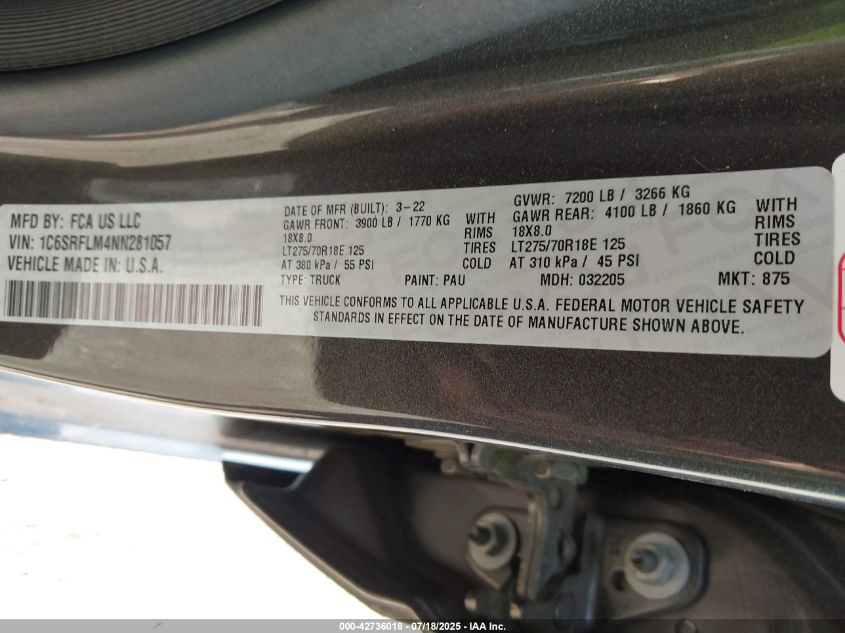 MFD BY: FCA US LLC
VIN: 1C6SRFLM4NN281057
VEHICLE MADE IN: U.S.A.
DATE OF MFR (BUILT): 3-22
GAWR FRONT: 3900 LB / 1770 KG WITH
18X8.0 RIMS
LT275/70R18E 125 TIRES
AT 380 kPa / 55 PSI COLD
GVWR: 7200 LB / 3266 KG
GAWR REAR: 4100 LB / 1860 KG WITH
18X8.0 RIMS
LT275/70R18E 125 TIRES
AT 310 kPa / 45 PSI COLD
TYPE: TRUCK PAINT: PAU MDH: 032205 MKT: 875
THIS VEHICLE CONFORMS TO ALL APPLICABLE U.S.A. FEDERAL MOTOR VEHICLE SAFETY
STANDARDS IN EFFECT ON THE DATE OF MANUFACTURE SHOWN ABOVE.
000-42736018 - 07/18/2025 - IAA Inc.